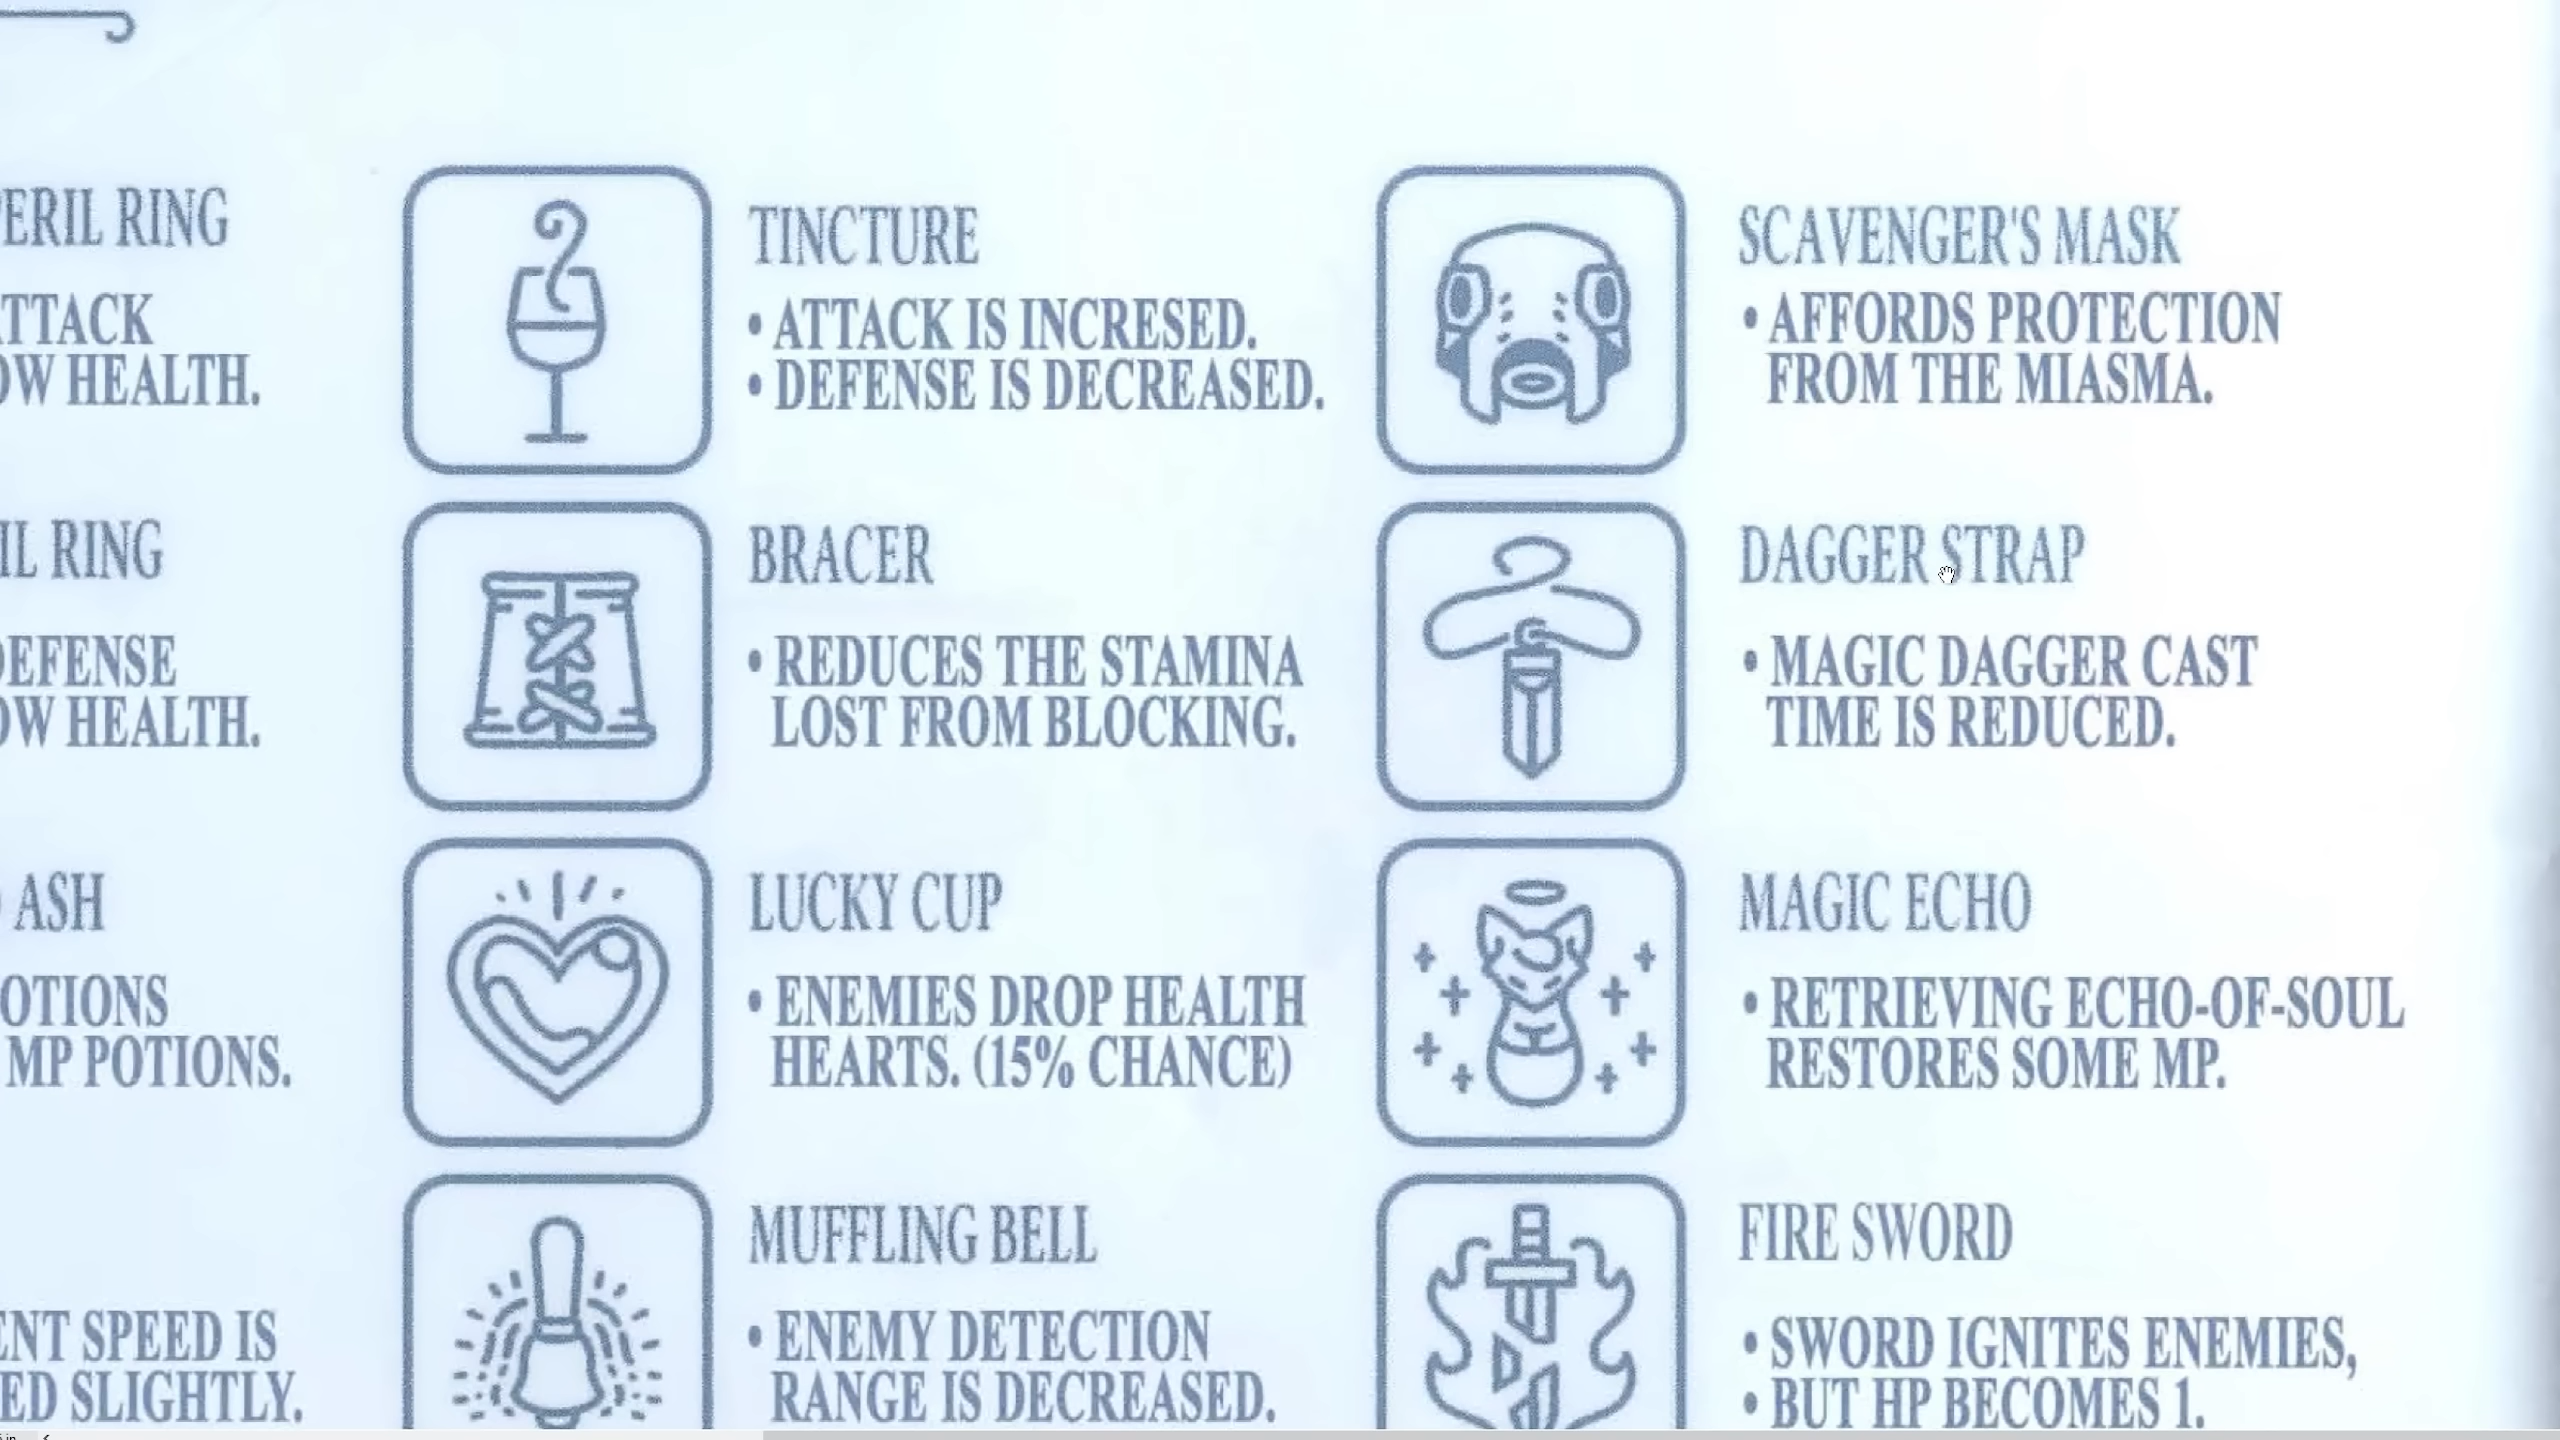 ERIL RING
TTACK
OW HEALTH.
IL RING
DEFENSE
OW HEALTH.
ASH
OTIONS
MP POTIONS.
ENT SPEED IS
ED SLIGHTLY.
TINCTURE
• ATTACK IS INCRESED.
• DEFENSE IS DECREASED.
BRACER
• REDUCES THE STAMINA
LOST FROM BLOCKING.
LUCKY CUP
• ENEMIES DROP HEALTH
HEARTS. (15% CHANCE)
MUFFLING BELL
• ENEMY DETECTION
RANGE IS DECREASED.
SCAVENGER'S MASK
• AFFORDS PROTECTION
FROM THE MIASMA.
DAGGER STRAP
• MAGIC DAGGER CAST
TIME IS REDUCED.
MAGIC ECHO
• RETRIEVING ECHO-OF-SOUL
RESTORES SOME MP.
FIRE SWORD
• SWORD IGNITES ENEMIES,
• BUT HP BECOMES 1.